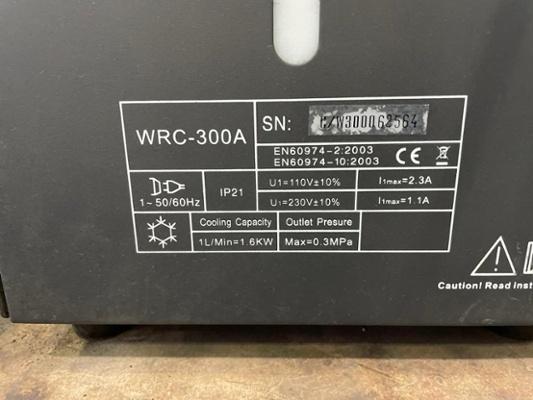 WRC-300A
SN: C/W300062564
EN60974-2:2003
EN60974-10:2003
CE
1~50/60Hz
IP21
U1=110V±10%
I1max=2.3A
U1=230V±10%
I1max=1.1A
Cooling Capacity
Outlet Presure
1L/Min=1.6KW
Max=0.3MPa
Caution! Read inst